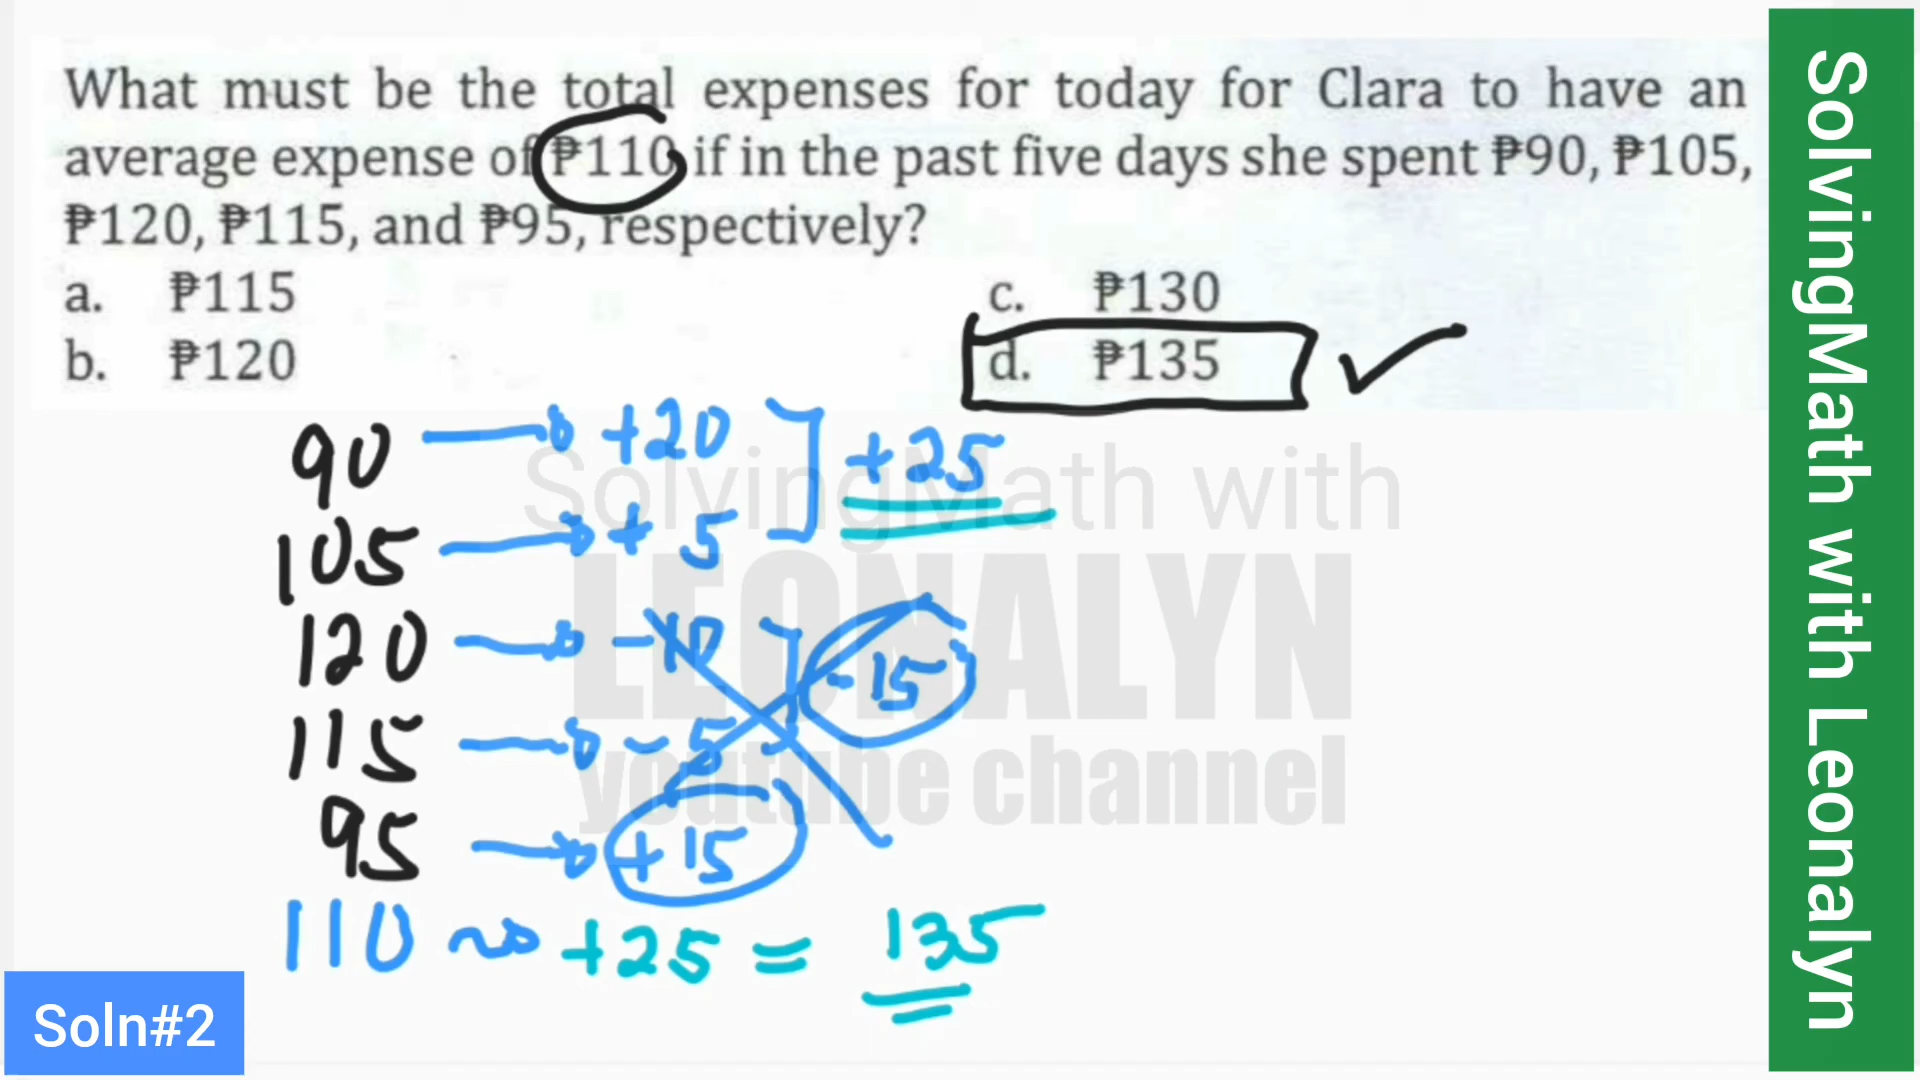 What must be the total expenses for today for Clara to have an
average expense of ₱110 if in the past five days she spent ₱90, ₱105,
₱120, ₱115, and ₱95, respectively?
a. ₱115
c. ₱130
b. ₱120
d. ₱135
90 → +20
+25
105 → + 5
120 → -10
-15
115 → - 5
95 → +15
110 → +25 = 135
SolvingMath with
LEONALYN
youtube channel
Soln#2
SolvingMath with Leonalyn